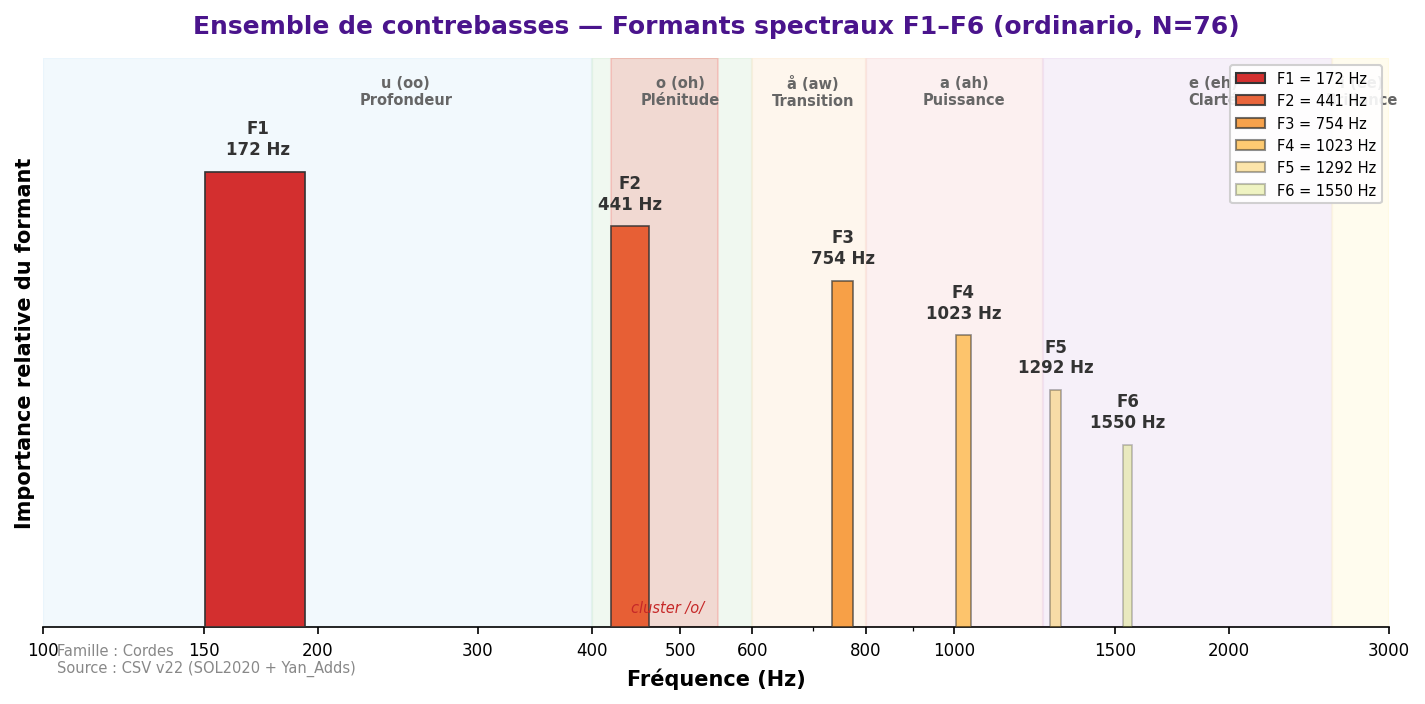 Ensemble de contrebasses — Formants spectraux F1–F6 (ordinario, N=76)
u (oo)
Profondeur
o (oh)
Plénitude
å (aw)
Transition
a (ah)
Puissance
e (eh
Clart
F1 = 172 Hz
F2 = 441 Hz
F3 = 754 Hz
F4 = 1023 Hz
F5 = 1292 Hz
F6 = 1550 Hz
F1
172 Hz
F2
441 Hz
F3
754 Hz
F4
1023 Hz
F5
1292 Hz
F6
1550 Hz
cluster /o/
Importance relative du formant
100 150 200 300 400 500 600 800 1000 1500 2000 3000
Famille : Cordes
Source : CSV v22 (SOL2020 + Yan_Adds)
Fréquence (Hz)